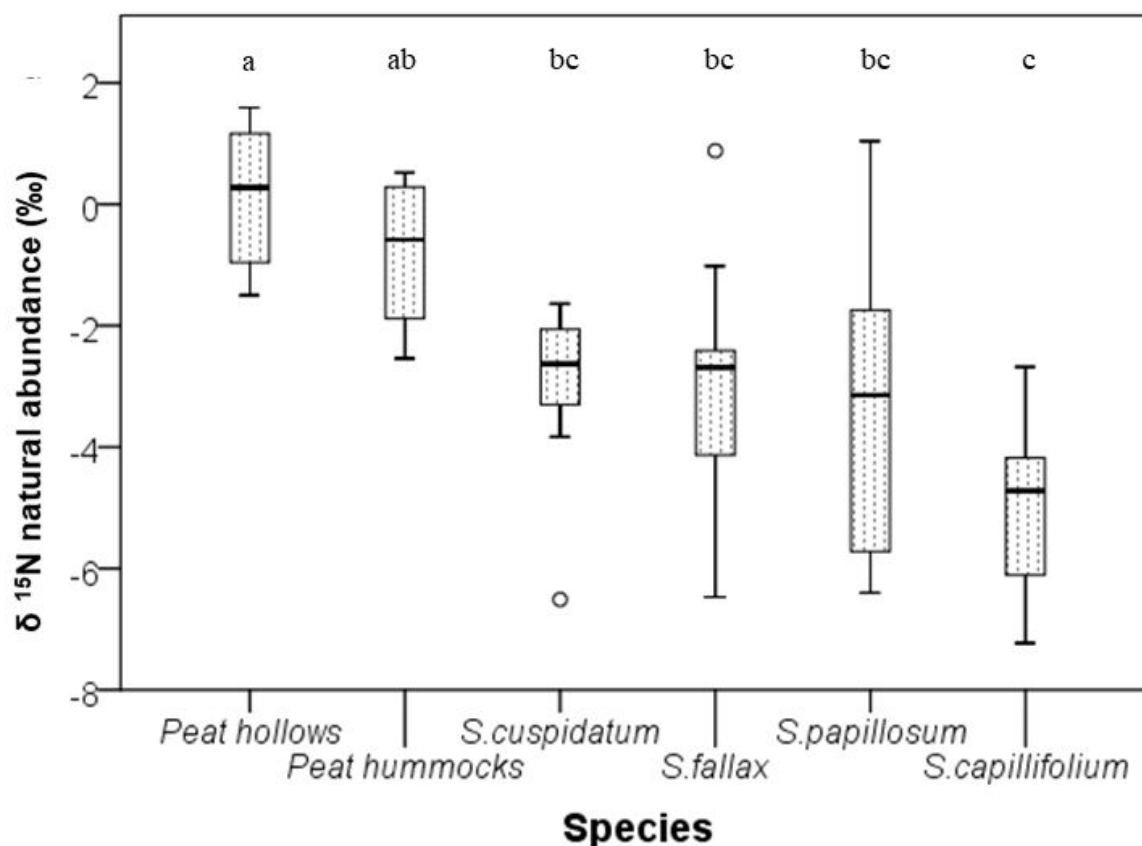 a ab bc bc bc c
2
0
-2
-4
-6
-8
δ ¹⁵N natural abundance (‰)
Peat hollows S.cuspidatum S.papillosum
Peat hummocks S.fallax S.capillifolium
Species